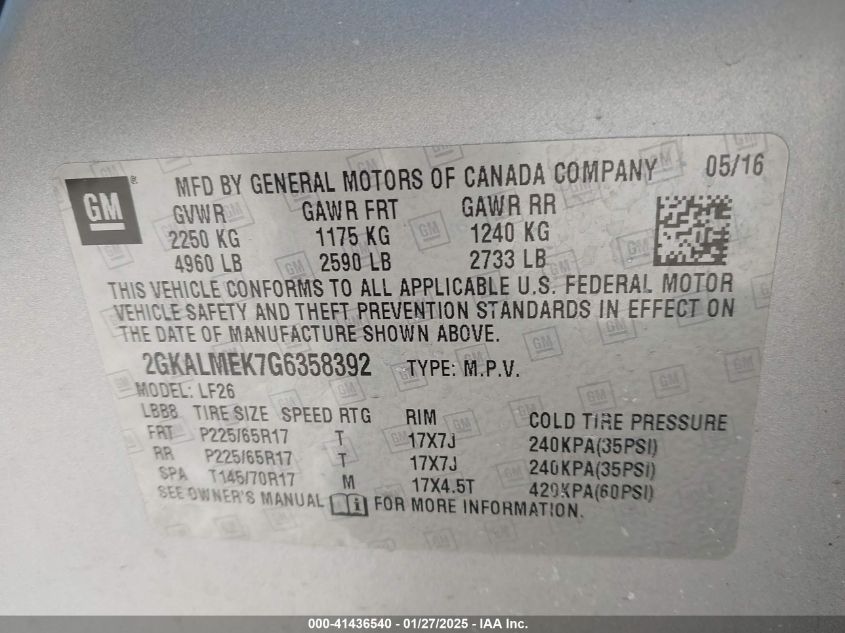 GM
MFD BY GENERAL MOTORS OF CANADA COMPANY 05/16
GVWR GAWR FRT GAWR RR
2250 KG 1175 KG 1240 KG
4960 LB 2590 LB 2733 LB
THIS VEHICLE CONFORMS TO ALL APPLICABLE U.S. FEDERAL MOTOR
VEHICLE SAFETY AND THEFT PREVENTION STANDARDS IN EFFECT ON
THE DATE OF MANUFACTURE SHOWN ABOVE.
2GKALMEK7G6358392 TYPE: M.P.V.
MODEL: LF26
LBB8 TIRE SIZE SPEED RTG RIM COLD TIRE PRESSURE
FRT P225/65R17 T 17X7J 240KPA(35PSI)
RR P225/65R17 T 17X7J 240KPA(35PSI)
SPA T145/70R17 M 17X4.5T 420KPA(60PSI)
SEE OWNER'S MANUAL FOR MORE INFORMATION.
000-41436540 - 01/27/2025 - IAA Inc.